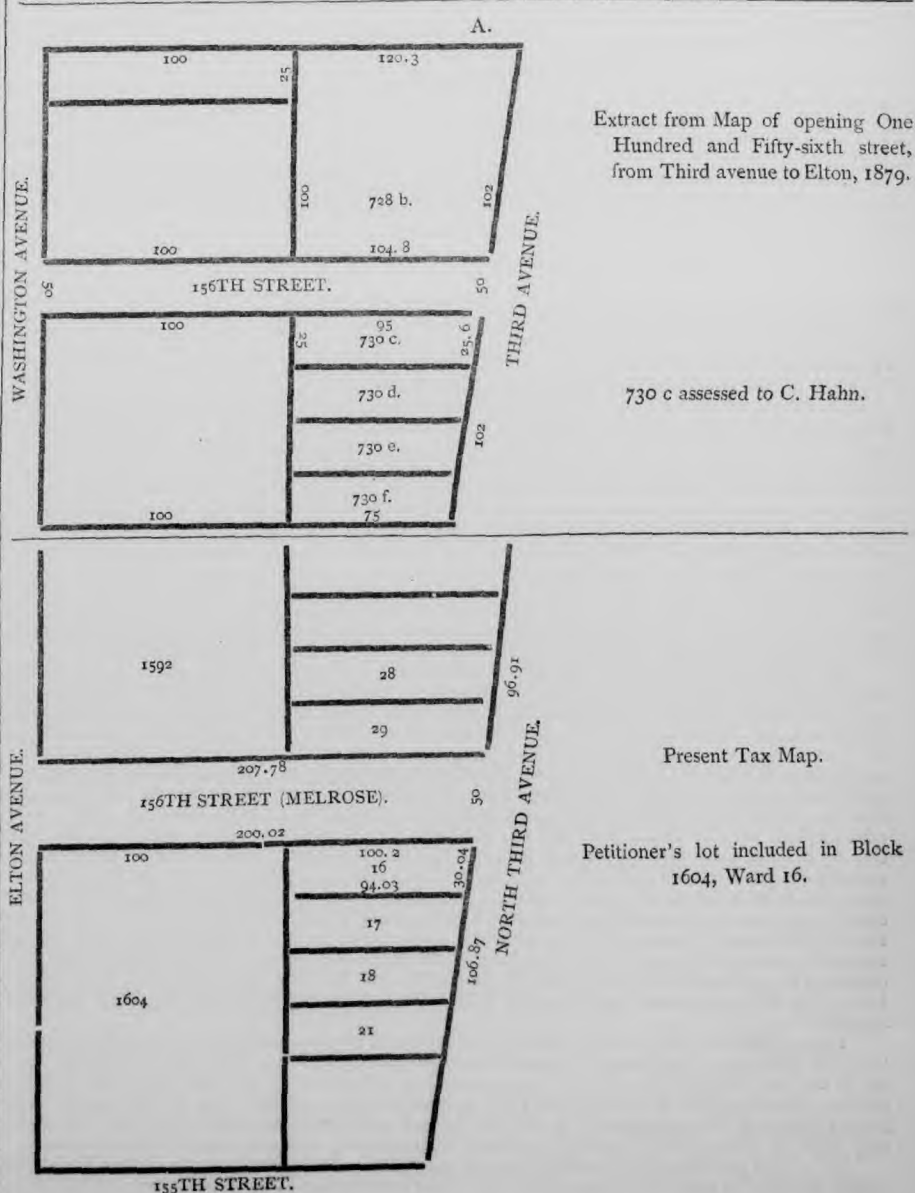 A.
100
25
120.3
WASHINGTON AVENUE.
100
728 b.
102
100
104.8
THIRD AVENUE.
Extract from Map of opening One
Hundred and Fifty-sixth street,
from Third avenue to Elton, 1879.
50
156TH STREET.
50
100
25
95
730 c.
25.6
730 d.
730 e.
102
730 f.
100
75
730 c assessed to C. Hahn.
ELTON AVENUE.
1592
28
29
96.91
207.78
156TH STREET (MELROSE).
50
NORTH THIRD AVENUE.
Present Tax Map.
200.02
100
100.2
16
94.03
30.04
17
18
106.87
21
1604
155TH STREET.
Petitioner's lot included in Block
1604, Ward 16.